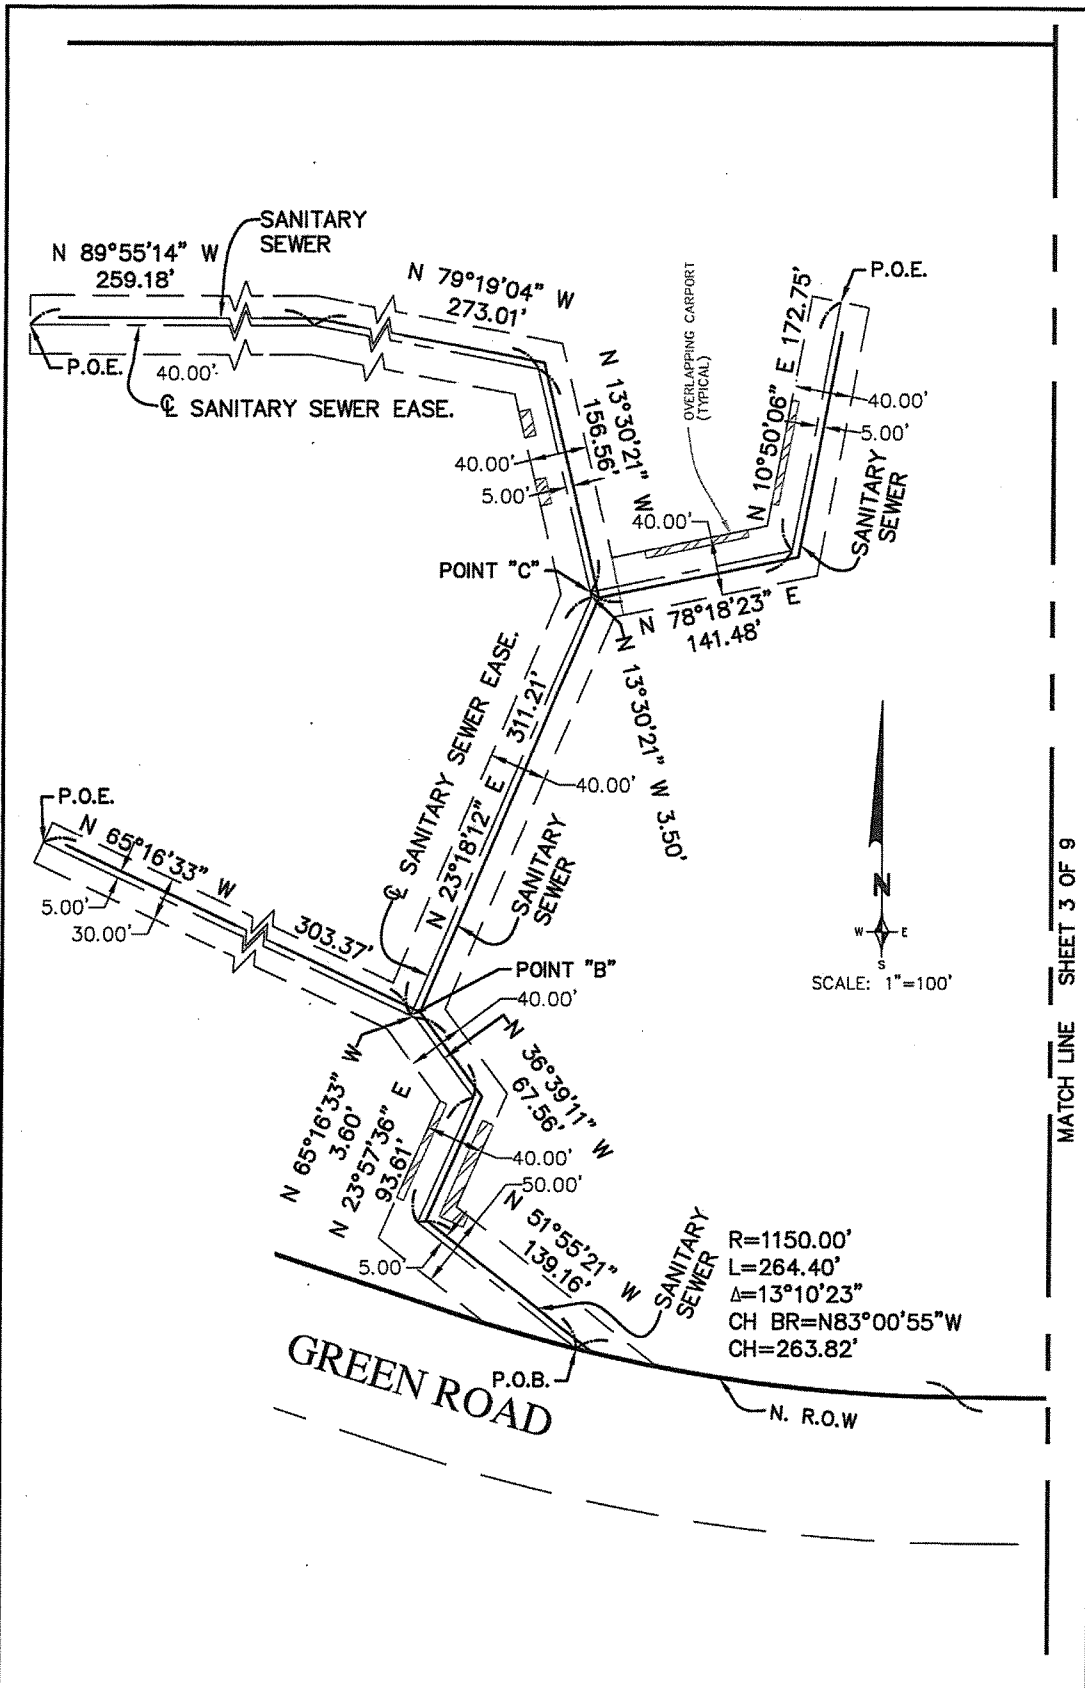 SANITARY
SEWER
N 89°55'14" W
259.18'
N 79°19'04" W
273.01'
P.O.E.
40.00'
℄ SANITARY SEWER EASE.
N 13°30'21" W
156.56'
40.00'
5.00'
OVERLAPPING CARPORT
(TYPICAL)
P.O.E.
N 10°50'06" E 172.75'
40.00'
5.00'
SANITARY
SEWER
40.00'
POINT "C"
N 78°18'23" E
141.48'
N 13°30'21" W 3.50'
℄ SANITARY SEWER EASE.
N 23°18'12" E 311.21'
40.00'
SANITARY
SEWER
P.O.E.
N 65°16'33" W
303.37'
5.00'
30.00'
POINT "B"
40.00'
N 36°39'11" W
67.56'
N 65°16'33" W
3.60'
N 23°57'36" E
93.61'
40.00'
50.00'
N 51°55'21" W
139.16'
5.00'
SANITARY
SEWER
R=1150.00'
L=264.40'
Δ=13°10'23"
CH BR=N83°00'55"W
CH=263.82'
P.O.B.
GREEN ROAD
N. R.O.W
N
W E
S
SCALE: 1"=100'
MATCH LINE SHEET 3 OF 9